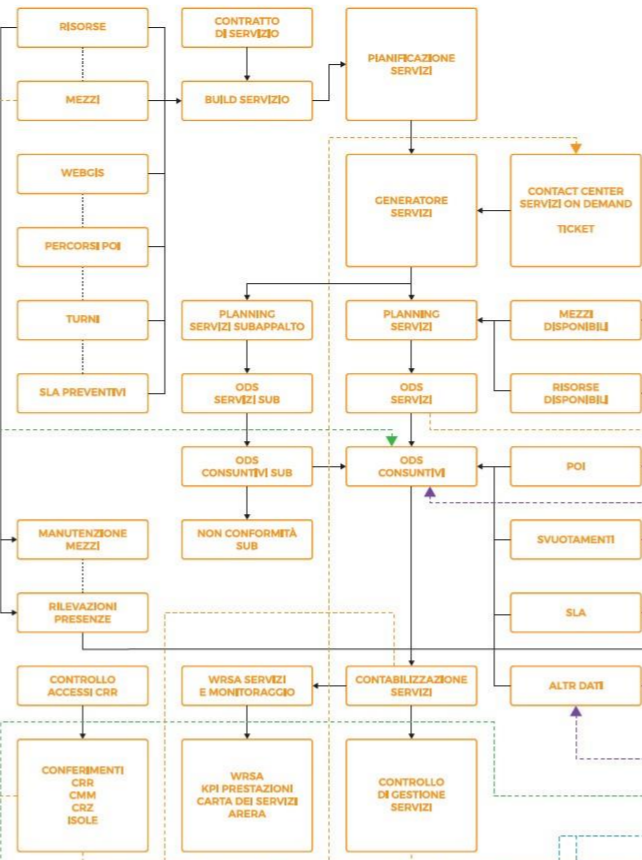 RISORSE
CONTRATTO
DI SERVIZIO
PIANIFICAZIONE
SERVIZI
MEZZI
BUILD SERVIZIO
WEBGIS
GENERATORE
SERVIZI
CONTACT CENTER
SERVIZI ON DEMAND
TICKET
PERCORSI POI
TURNI
PLANNING
SERVIZI SUBAPPALTO
PLANNING
SERVIZI
MEZZI
DISPONIBILI
SLA PREVENTIVI
ODS
SERVIZI SUB
ODS
SERVIZI
RISORSE
DISPONIBILI
ODS
CONSUNTIVI SUB
ODS
CONSUNTIVI
POI
MANUTENZIONE
MEZZI
NON CONFORMITÀ
SUB
SVUOTAMENTI
RILEVAZIONI
PRESENZE
SLA
CONTROLLO
ACCESSI CRR
WRSA SERVIZI
E MONITORAGGIO
CONTABILIZZAZIONE
SERVIZI
ALTR DATI
CONFERIMENTI
CRR
CMM
CRZ
ISOLE
WRSA
KPI PRESTAZIONI
CARTA DEI SERVIZI
ARERA
CONTROLLO
DI GESTIONE
SERVIZI